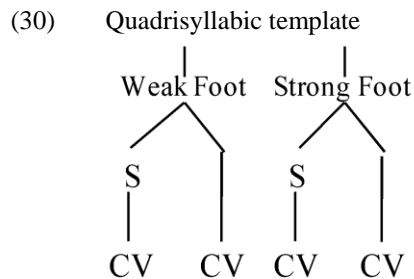 (30) Quadrisyllabic template
Weak Foot Strong Foot
S S
CV CV CV CV